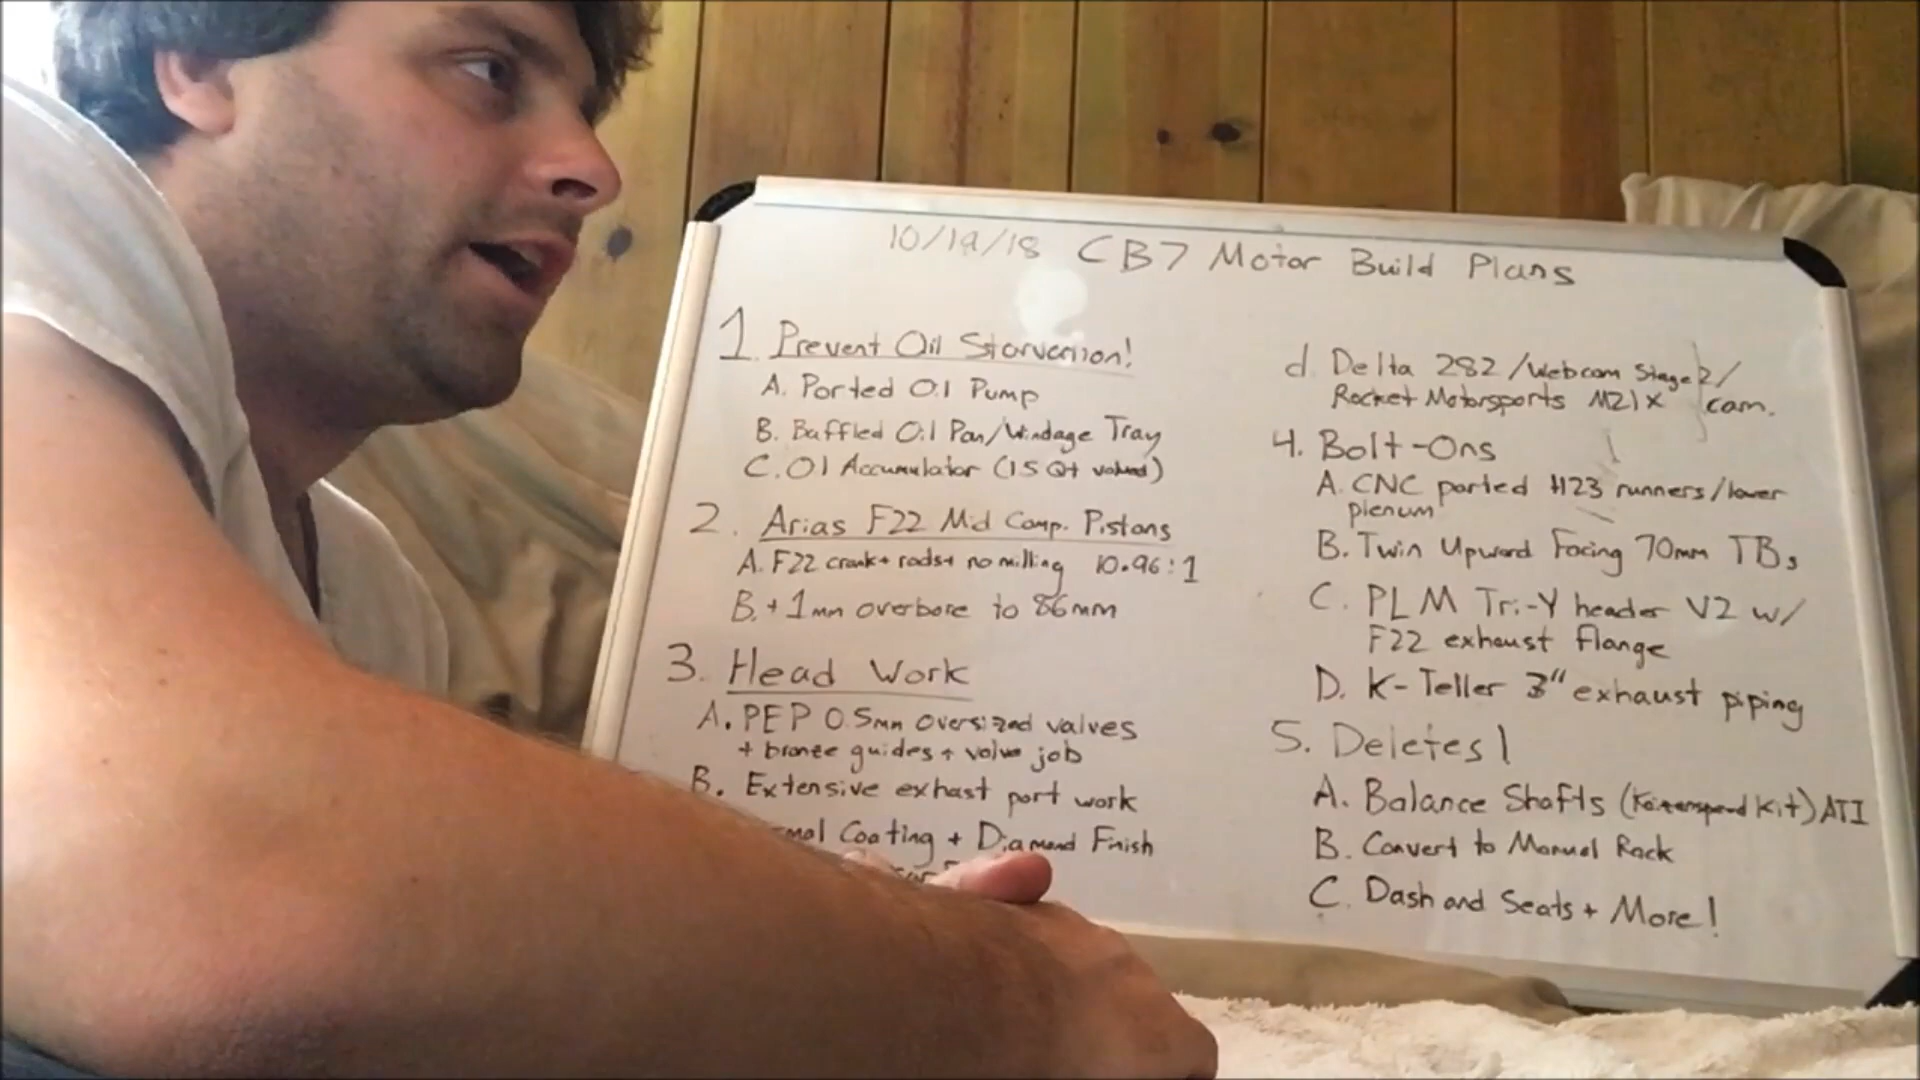 10/19/18 CB7 Motor Build Plans
1. Prevent Oil Starvation!
A. Ported Oil Pump
B. Baffled Oil Pan/Windage Tray
C. Oil Accumulator (1.5 Qt valved)
2. Arias F22 Mid Comp. Pistons
A. F22 crank + rods + no milling 10.96:1
B. + 1mm overbore to 86mm
3. Head Work
A. PEP 0.5mm oversized valves
+ bronze guides + valve job
B. Extensive exhast port work
Coating + Diamond Finish
d. Delta 282 /Webcam Stage 2/
Rocket Motorsports M21x cam.
4. Bolt-Ons
A. CNC ported H23 runners/lower
plenum
B. Twin Upward Facing 70mm TBs
C. PLM Tri-Y header V2 w/
F22 exhaust flange
D. K-Teller 3" exhaust piping
5. Deletes!
A. Balance Shafts ( Kit) ATI
B. Convert to Manual Rack
C. Dash and Seats + More!